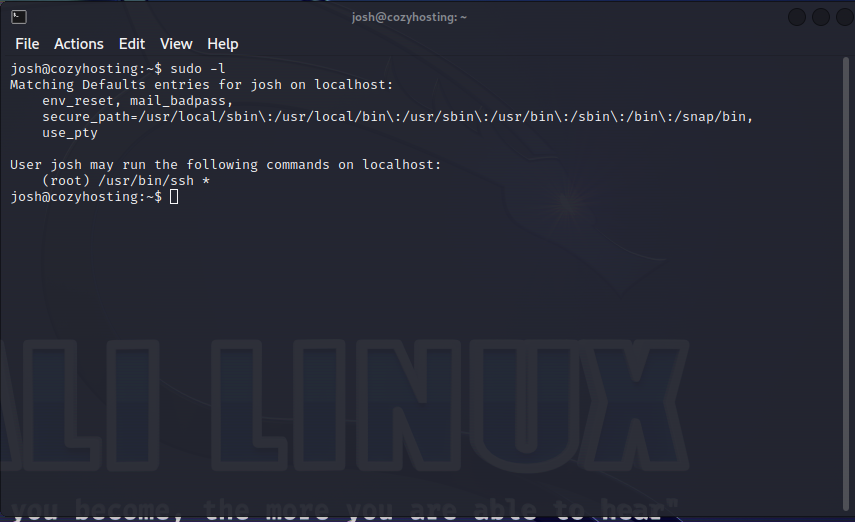 josh@cozyhosting: ~
File Actions Edit View Help
josh@cozyhosting:~$ sudo -l
Matching Defaults entries for josh on localhost:
    env_reset, mail_badpass,
    secure_path=/usr/local/sbin\:/usr/local/bin\:/usr/sbin\:/usr/bin\:/sbin\:/bin\:/snap/bin,
    use_pty

User josh may run the following commands on localhost:
    (root) /usr/bin/ssh *
josh@cozyhosting:~$
ALI LINUX
you become, the more you are able to hear"